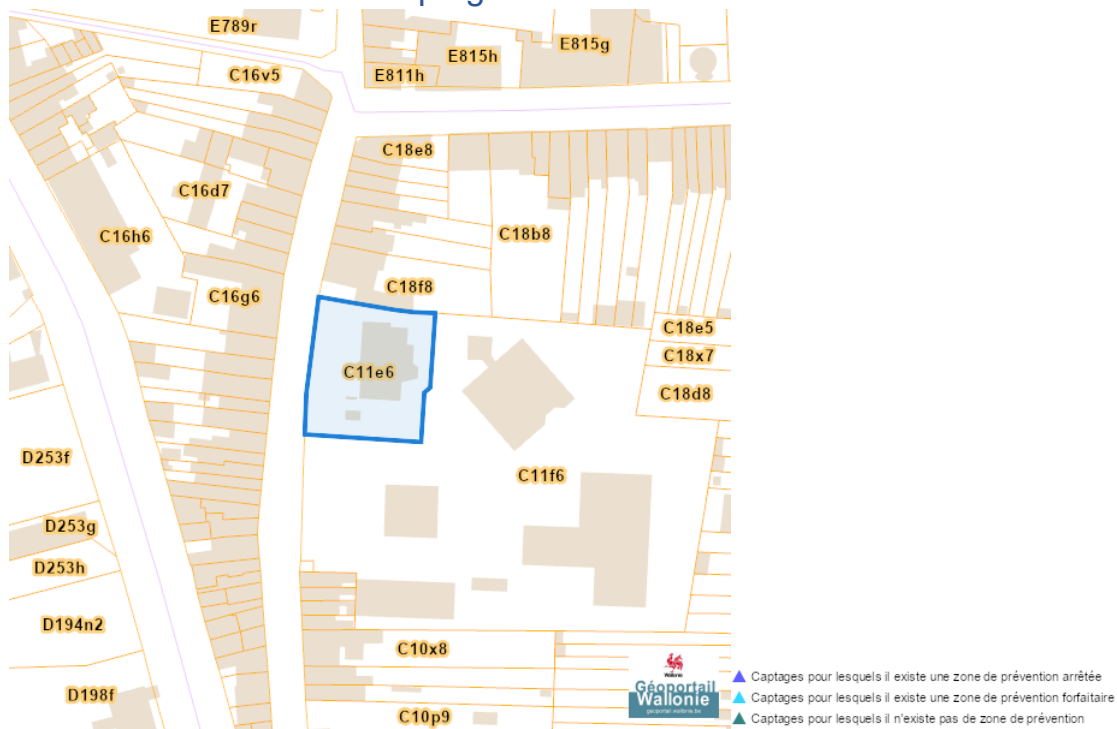 E789r
E815g
E815h
E811h
C16v5
C18e8
C16d7
C18b8
C16h6
C18f8
C16g6
C18e5
C18x7
C11e6
C18d8
D253f
C11f6
D253g
D253h
D194n2
C10x8
D198f
C10p9
Wallonie
Géoportail
Wallonie
geoportail.wallonie.be
Captages pour lesquels il existe une zone de prévention arrêtée
Captages pour lesquels il existe une zone de prévention forfaitaire
Captages pour lesquels il n'existe pas de zone de prévention